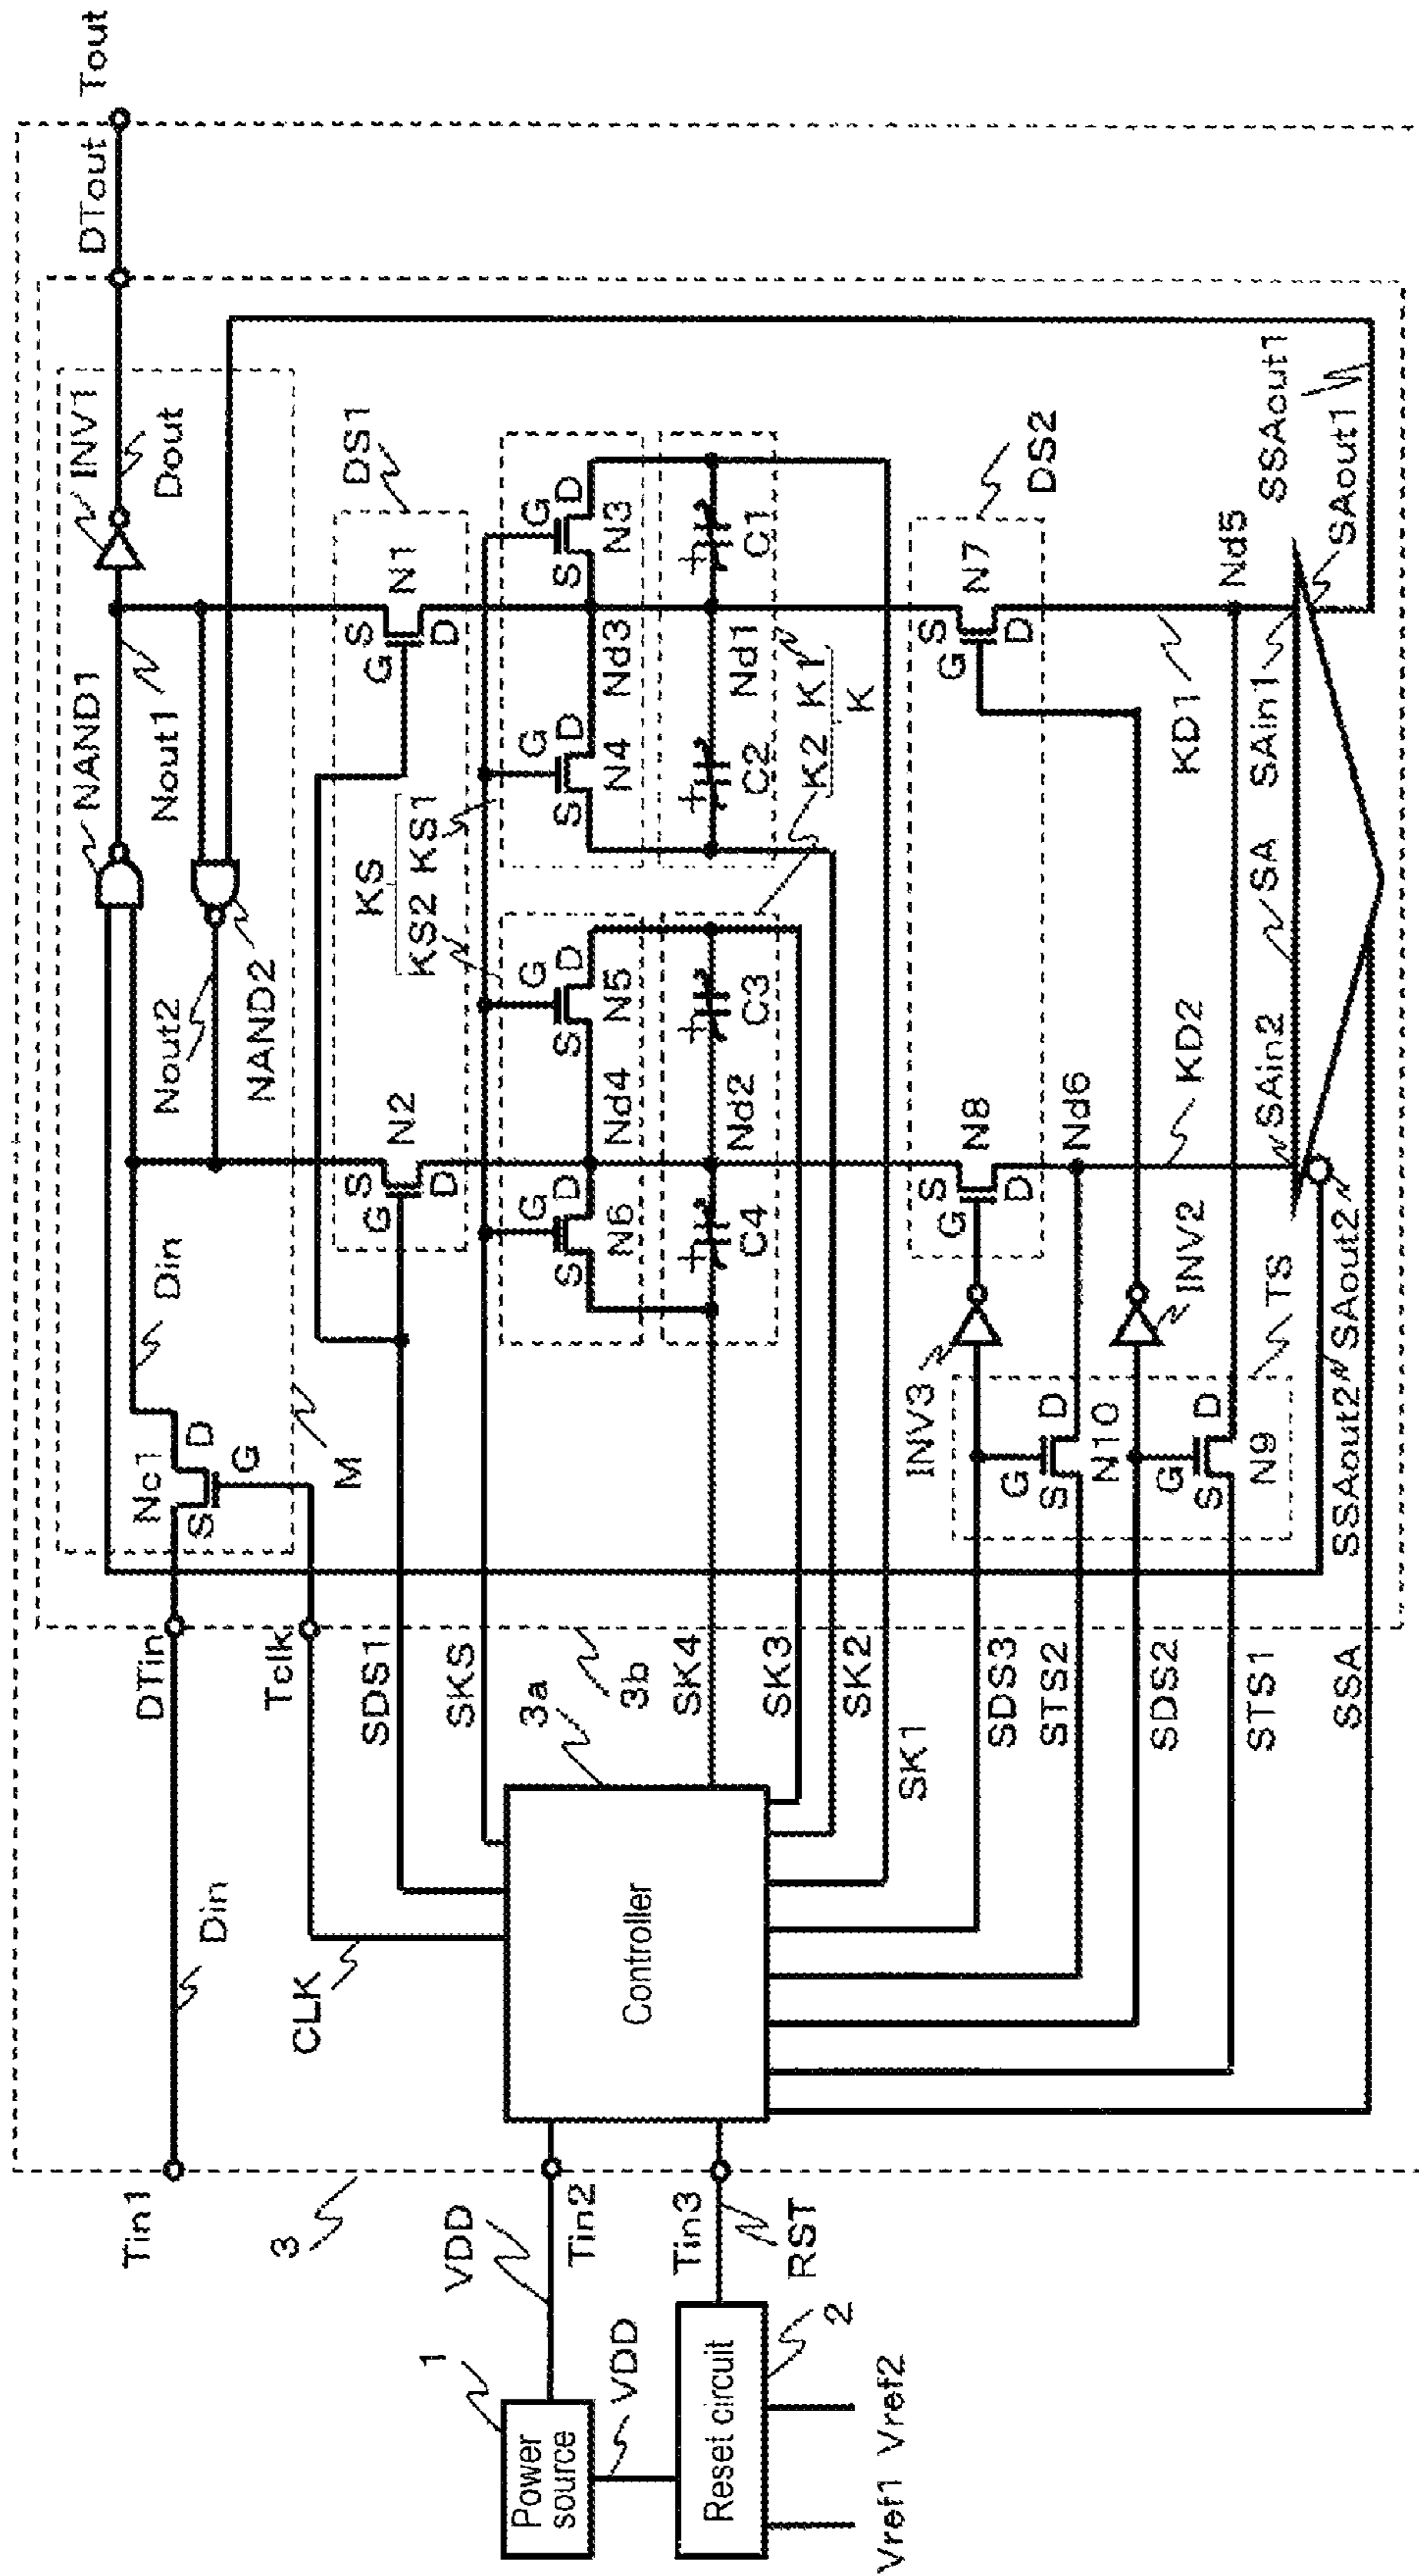 Tin1
Din
DTin
Nc1
S
D
G
Din
Nout2
NAND1
Nout1
INV1
Dout
DTout
Tout
3
CLK
Tclk
M
NAND2
SDS1
SKS
N2
S
G
D
KS
KS2 KS1
N1
S
G
D
DS1
1
Power
source
VDD
Tin2
VDD
Tin3
RST
Reset circuit
2
Vref1 Vref2
Controller
3a
3b
SK4
SK3
SK2
SK1
S
G
D
N6
Nd4
S
G
D
N5
S
G
D
N4
Nd3
S
G
D
N3
C4
Nd2
C3
C2
Nd1
C1
K2 K1
K
SDS3
STS2
SDS2
STS1
SSA
INV3
G
S
D
N10
G
S
D
N9
INV2
TS
N8
S
G
D
Nd6
KD2
N7
S
G
D
DS2
KD1
Nd5
SAin2
SA
SAin1
SSAout1
SAout1
SSAout2
SAout2